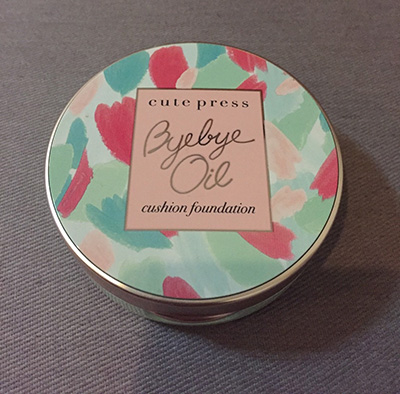 cute press
Byebye
Oil
cushion foundation